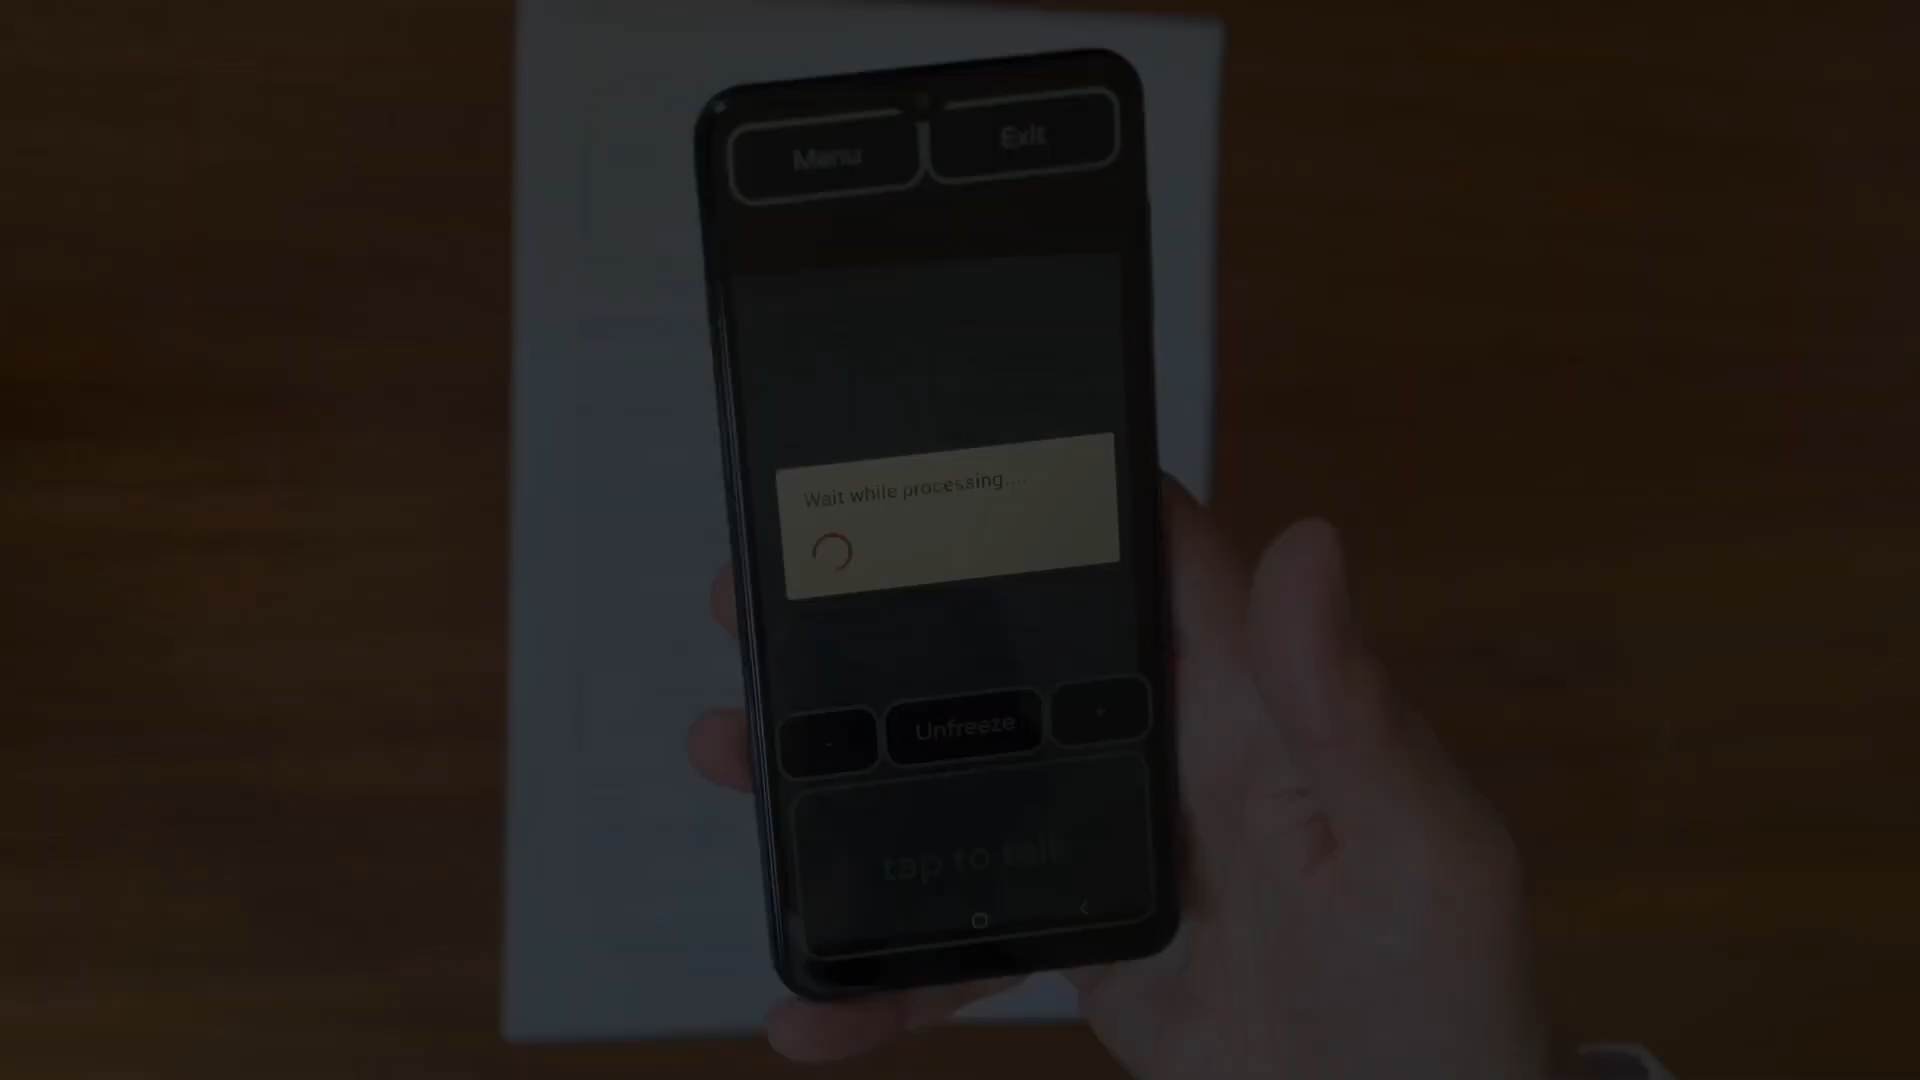 Menu
Exit
Wait while processing....
- Unfreeze +
tap to talk